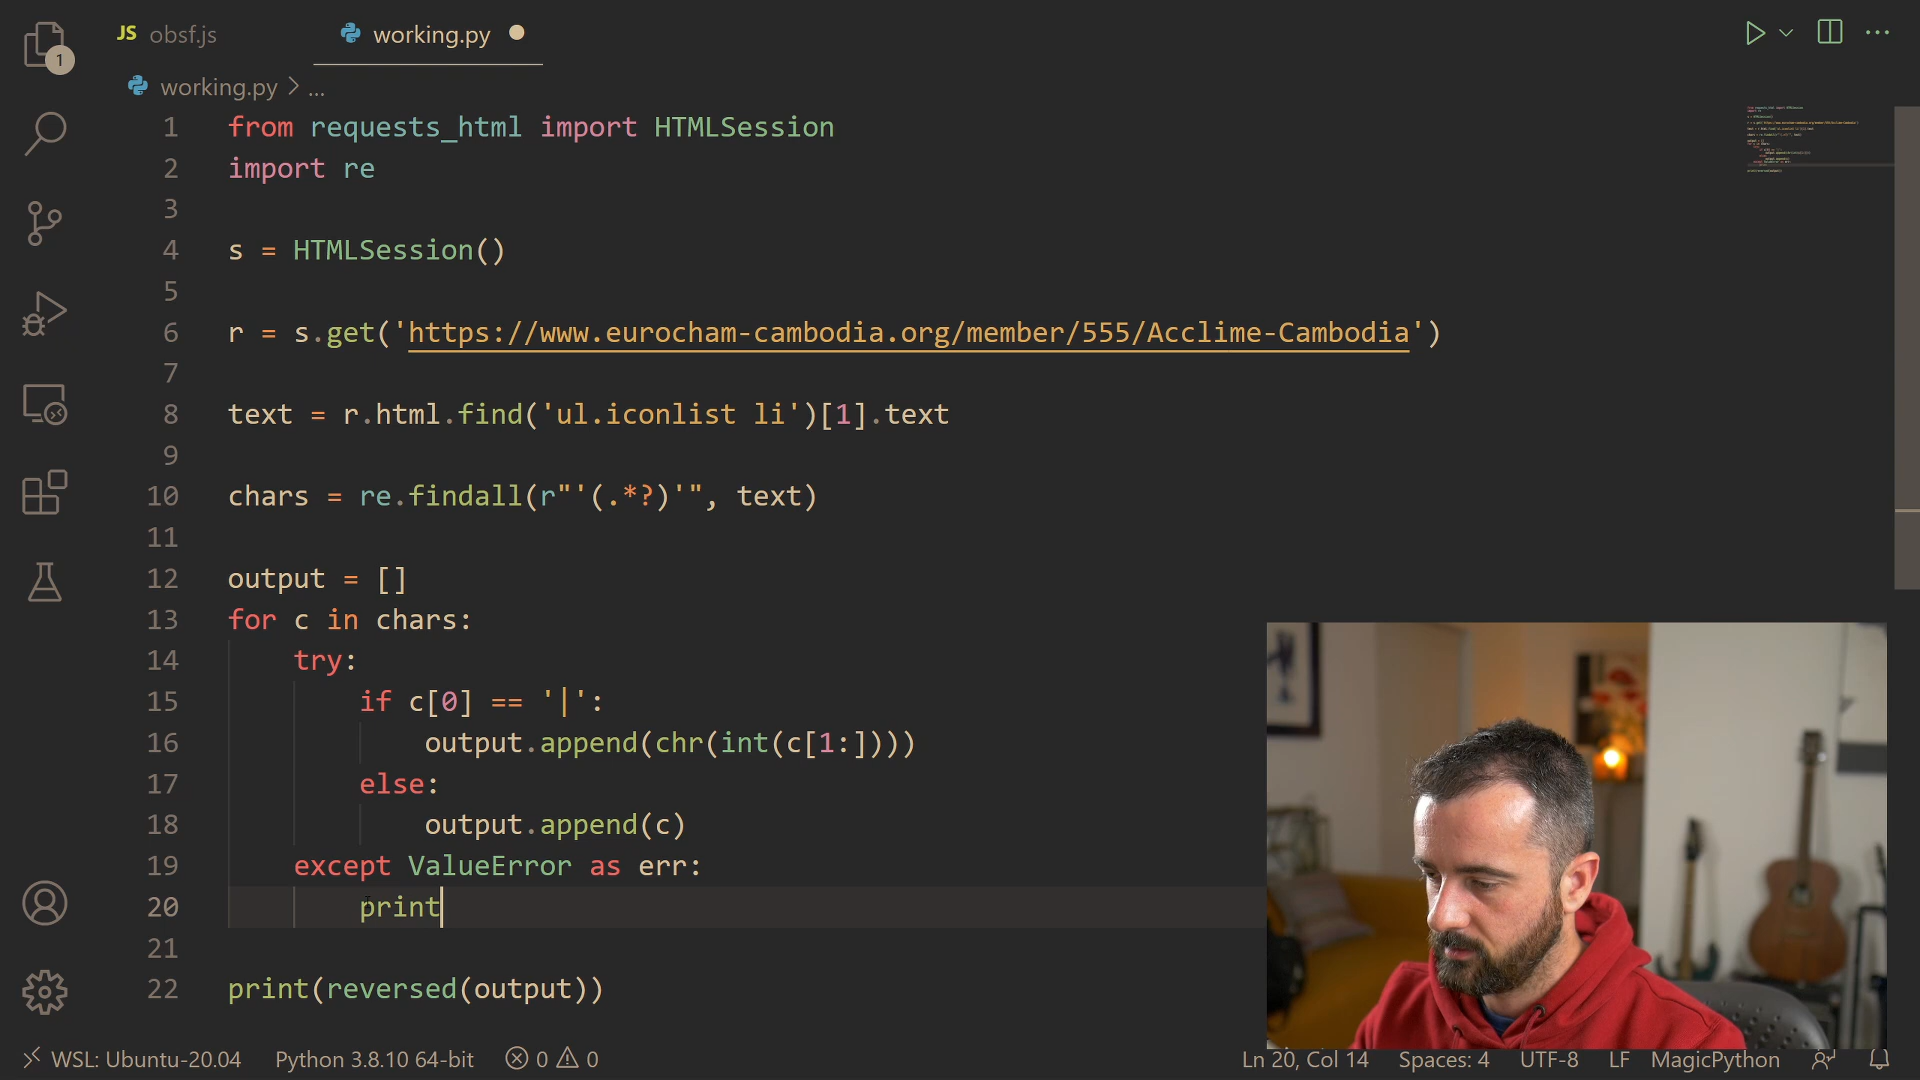 JS obsf.js
working.py
working.py > ...
1 from requests_html import HTMLSession
2 import re
3
4 s = HTMLSession()
5
6 r = s.get('https://www.eurocham-cambodia.org/member/555/Acclime-Cambodia')
7
8 text = r.html.find('ul.iconlist li')[1].text
9
10 chars = re.findall(r"'(.*?)'", text)
11
12 output = []
13 for c in chars:
14 try:
15 if c[0] == '|':
16 output.append(chr(int(c[1:])))
17 else:
18 output.append(c)
19 except ValueError as err:
20 print
21
22 print(reversed(output))
1
WSL: Ubuntu-20.04 Python 3.8.10 64-bit 0 0 Ln 20, Col 14 Spaces: 4 UTF-8 LF MagicPython